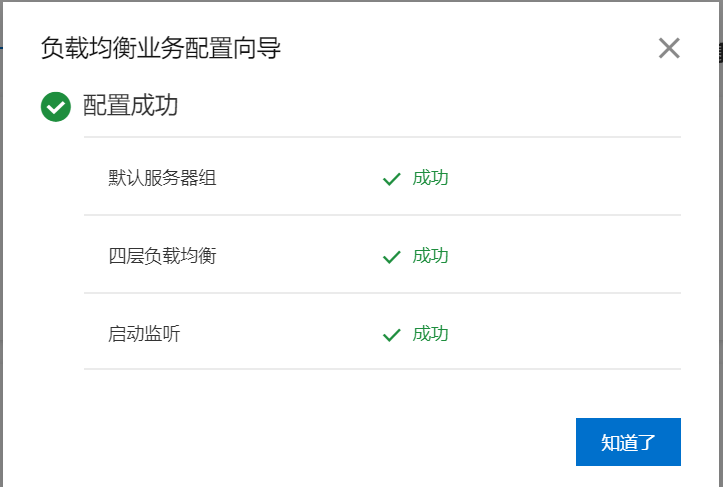 负载均衡业务配置向导
配置成功
默认服务器组 成功
四层负载均衡 成功
启动监听 成功
知道了